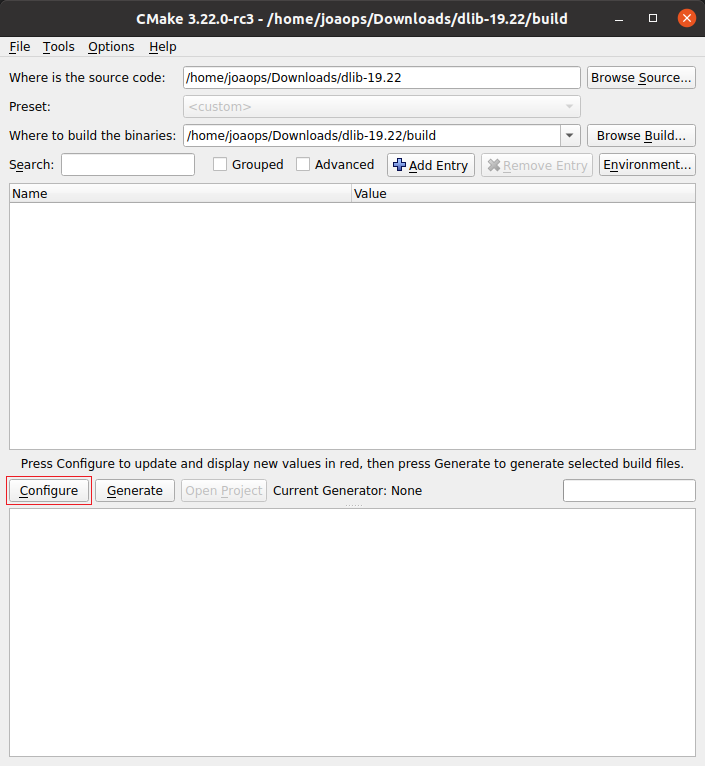 CMake 3.22.0-rc3 - /home/joaops/Downloads/dlib-19.22/build
File Tools Options Help
Where is the source code: /home/joaops/Downloads/dlib-19.22 Browse Source...
Preset: <custom>
Where to build the binaries: /home/joaops/Downloads/dlib-19.22/build Browse Build...
Search: Grouped Advanced Add Entry Remove Entry Environment...
Name Value
Press Configure to update and display new values in red, then press Generate to generate selected build files.
Configure Generate Open Project Current Generator: None